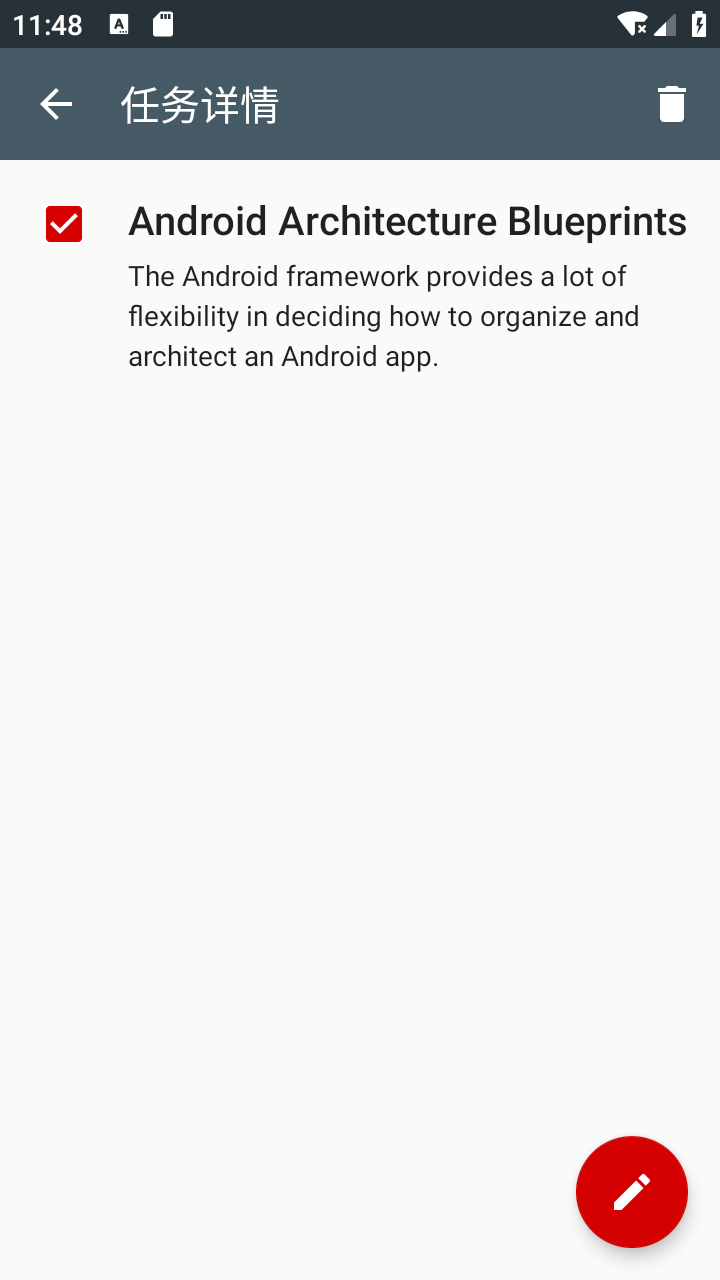 11:48
任务详情
Android Architecture Blueprints
The Android framework provides a lot of
flexibility in deciding how to organize and
architect an Android app.